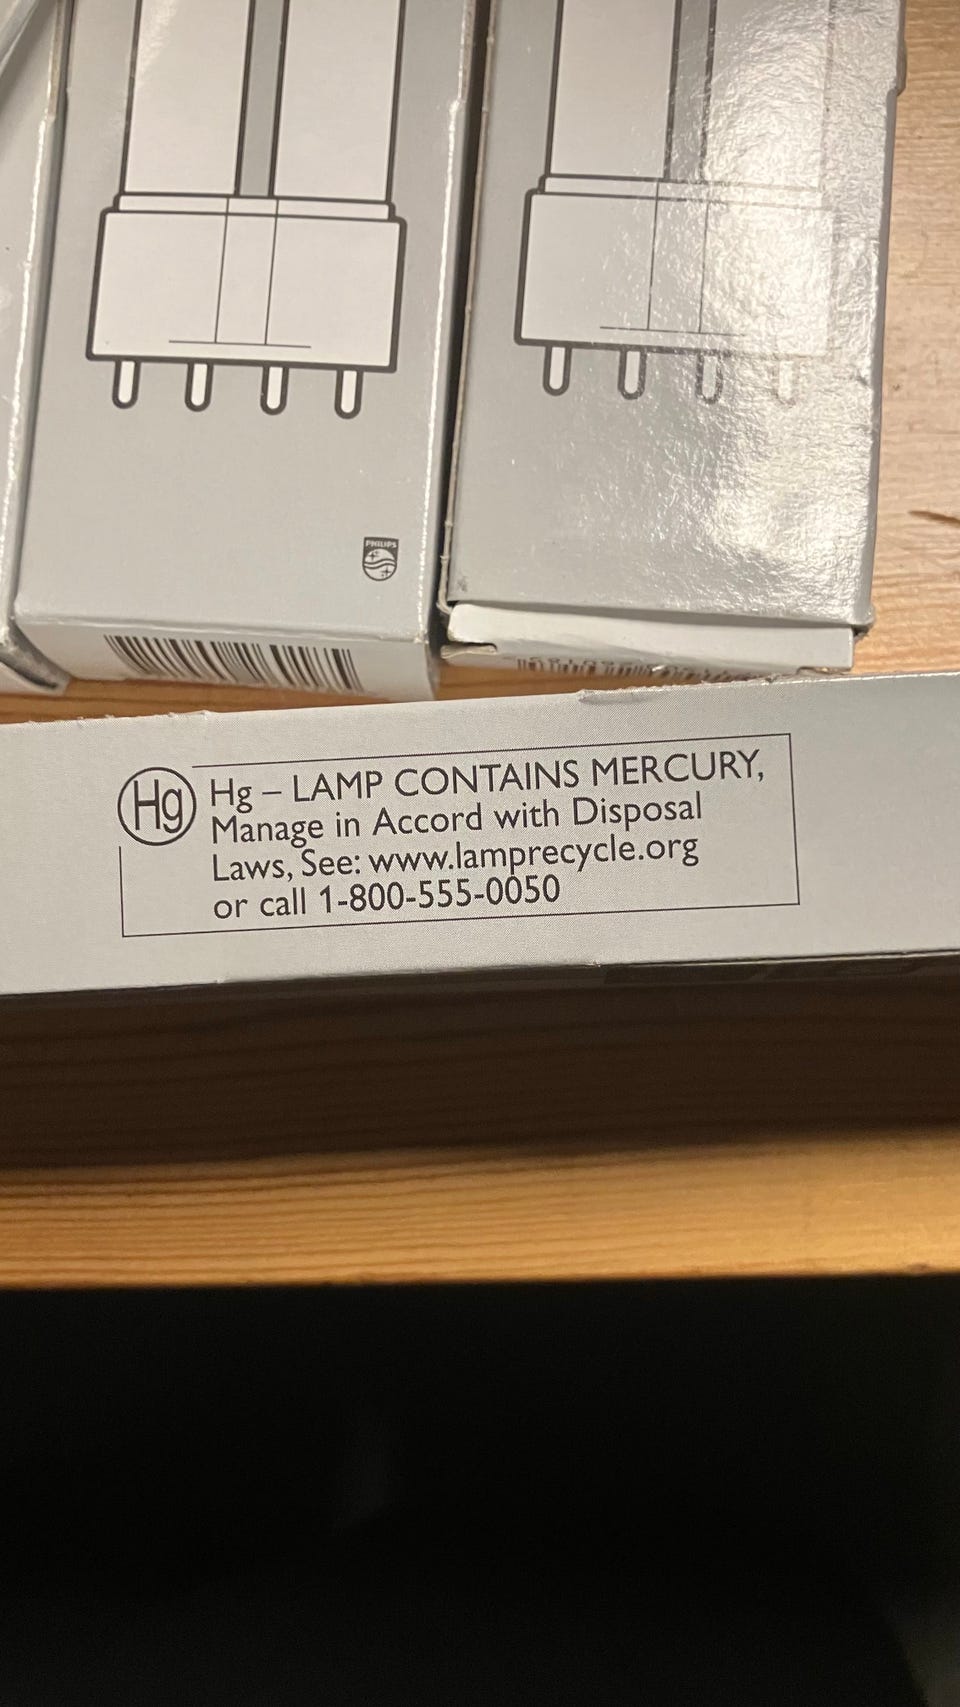 PHILIPS
Hg
Hg – LAMP CONTAINS MERCURY,
Manage in Accord with Disposal
Laws, See: www.lamprecycle.org
or call 1-800-555-0050